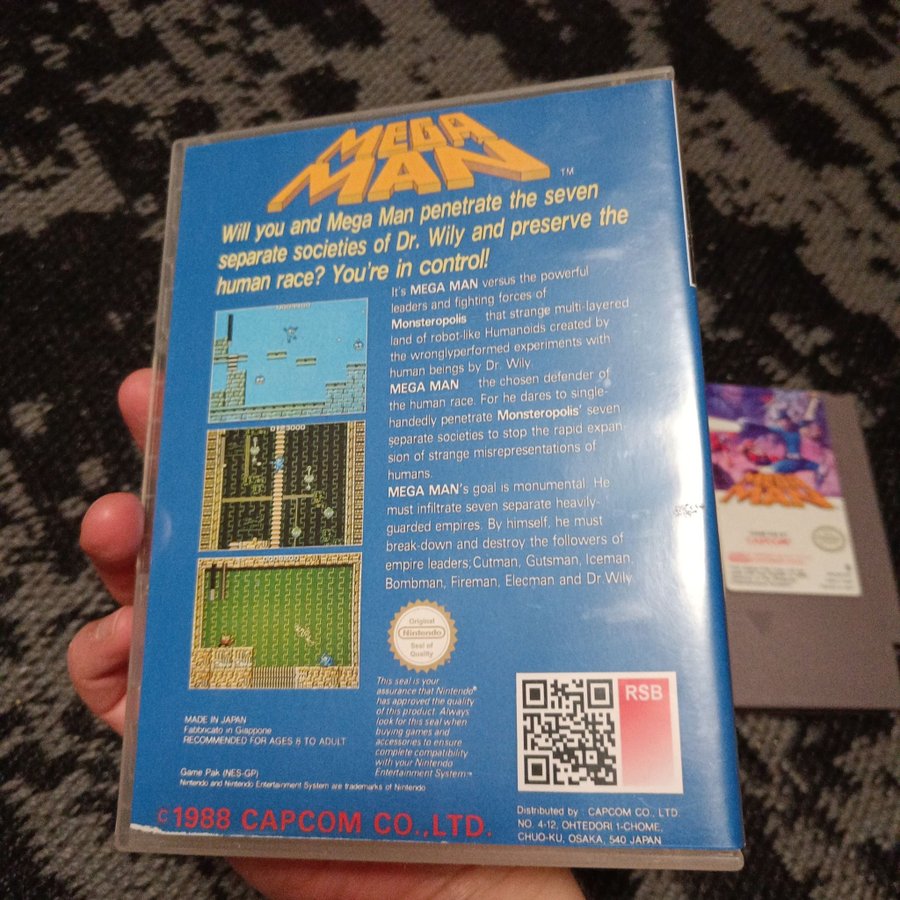 MEGA
MAN
TM
Will you and Mega Man penetrate the seven
separate societies of Dr. Wily and preserve the
human race? You're in control!
It's MEGA MAN versus the powerful
leaders and fighting forces of
Monsteropolis that strange multi-layered
land of robot-like Humanoids created by
the wronglyperformed experiments with
human beings by Dr. Wily
MEGA MAN the chosen defender of
the human race. For he dares to single-
handedly penetrate Monsteropolis' seven
separate societies to stop the rapid expan-
sion of strange misrepresentations of
humans.
MEGA MAN's goal is monumental. He
must infiltrate seven separate heavily-
guarded empires. By himself, he must
break-down and destroy the followers of
empire leaders, Cutman, Gutsman, Iceman,
Bombman, Fireman, Elecman and Dr Wily
Original
Nintendo
Seal of
Quality
This seal is your
assurance that Nintendo®
has approved the quality
of this product. Always
look for this seal when
buying games and
accessories to ensure
complete compatibility
with your Nintendo
Entertainment System™
RSB
MADE IN JAPAN
Fabbricato in Giappone
RECOMMENDED FOR AGES 8 TO ADULT
Game Pak (NES-GP)
Nintendo and Nintendo Entertainment System are trademarks of Nintendo
©1988 CAPCOM CO.,LTD.
Distributed by : CAPCOM CO., LTD.
NO. 4-12, OHTEDORI 1-CHOME,
CHUO-KU, OSAKA, 540 JAPAN
MEGA
MAN
CAPCOM